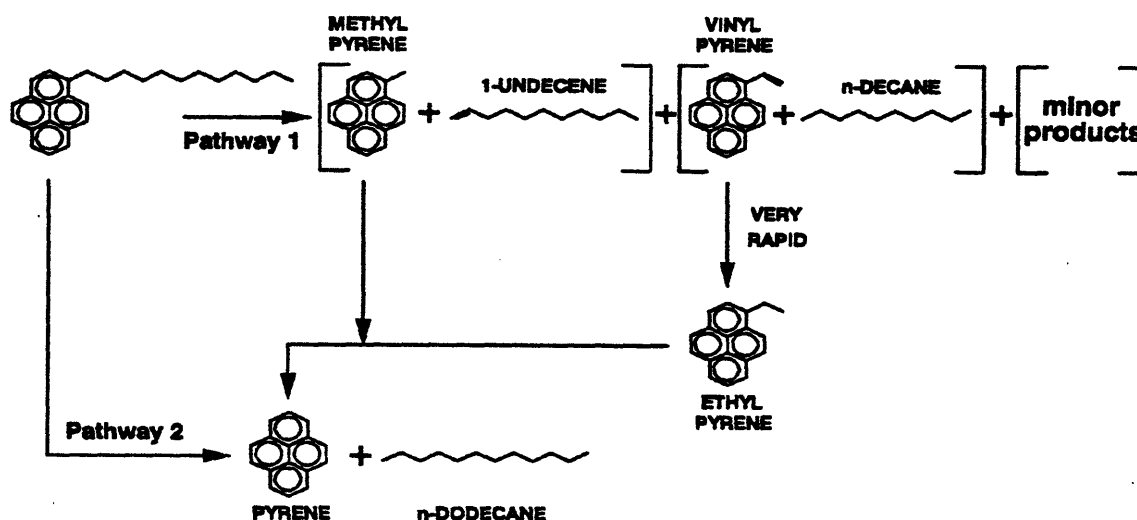 METHYL
PYRENE
VINYL
PYRENE
1-UNDECENE
n-DECANE
+
+
+
+
minor
products
Pathway 1
VERY
RAPID
ETHYL
PYRENE
Pathway 2
+
PYRENE
n-DODECANE